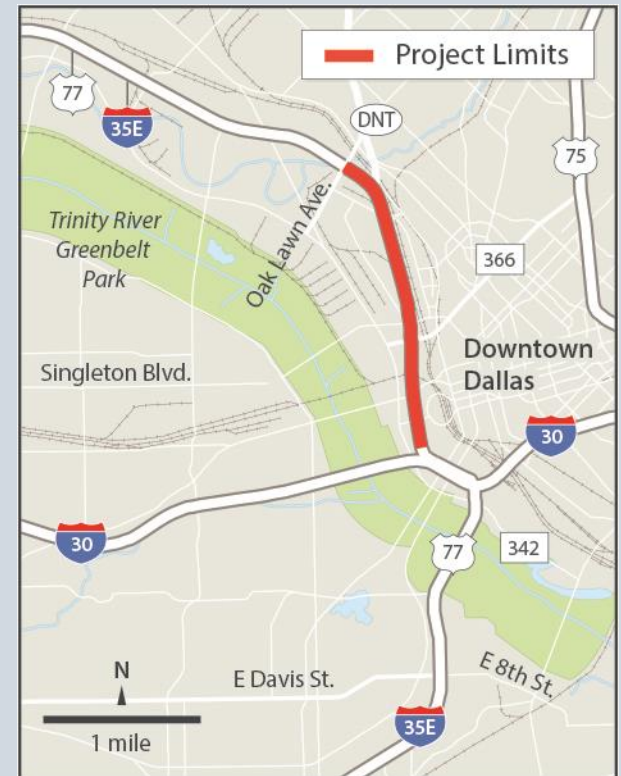 Project Limits
77
35E
DNT
75
Trinity River
Greenbelt
Park
Oak Lawn Ave.
366
Singleton Blvd.
Downtown
Dallas
30
30
77
342
N
E Davis St.
E 8th St.
35E
1 mile